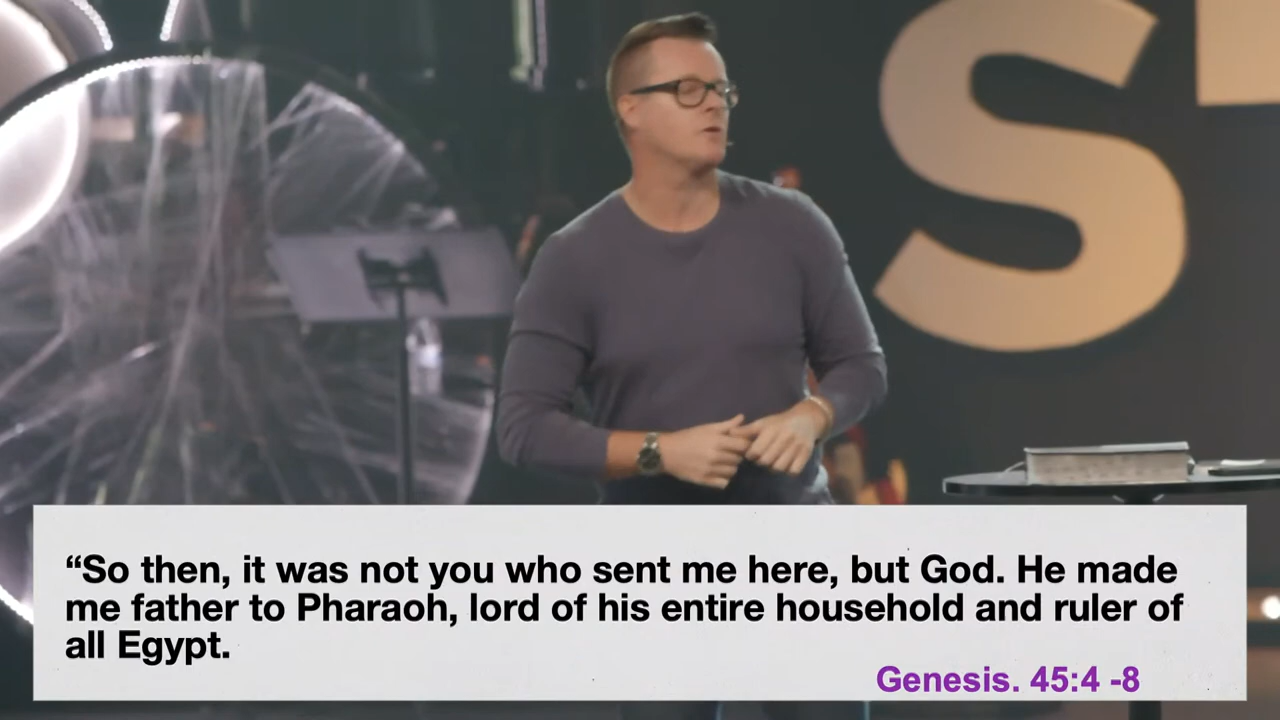 S
“So then, it was not you who sent me here, but God. He made
me father to Pharaoh, lord of his entire household and ruler of
all Egypt.
Genesis. 45:4 -8